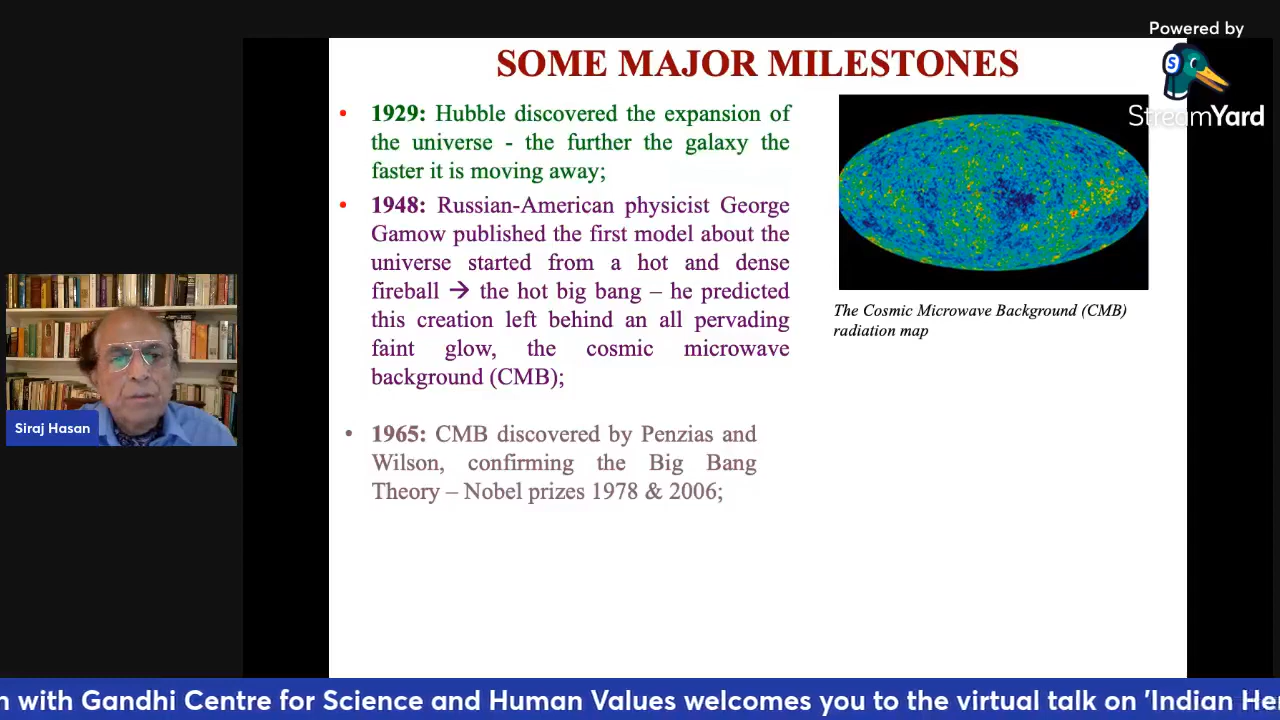 Powered by
StreamYard
SOME MAJOR MILESTONES
• 1929: Hubble discovered the expansion of
the universe - the further the galaxy the
faster it is moving away;
• 1948: Russian-American physicist George
Gamow published the first model about the
universe started from a hot and dense
fireball → the hot big bang – he predicted
this creation left behind an all pervading
faint glow, the cosmic microwave
background (CMB);
• 1965: CMB discovered by Penzias and
Wilson, confirming the Big Bang
Theory – Nobel prizes 1978 & 2006;
The Cosmic Microwave Background (CMB)
radiation map
Siraj Hasan
n with Gandhi Centre for Science and Human Values welcomes you to the virtual talk on 'Indian Her